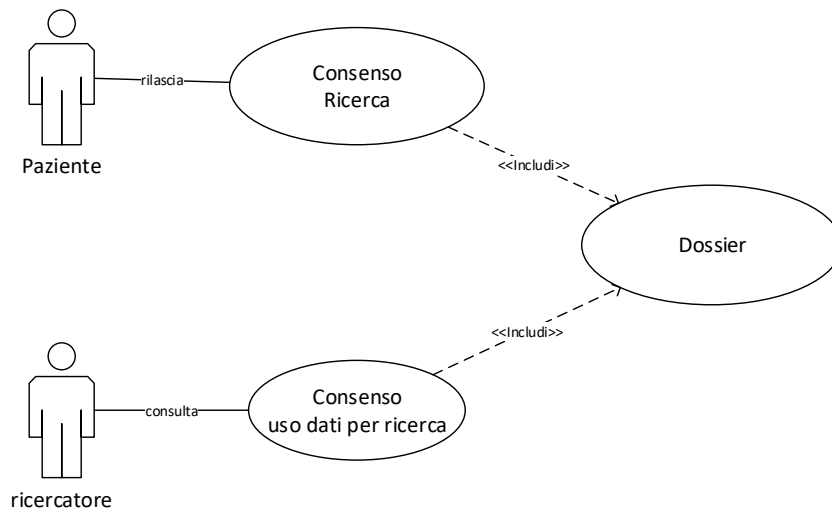 Consenso
Ricerca
rilascia
Paziente
<<Includi>>
Dossier
<<Includi>>
Consenso
uso dati per ricerca
consulta
ricercatore